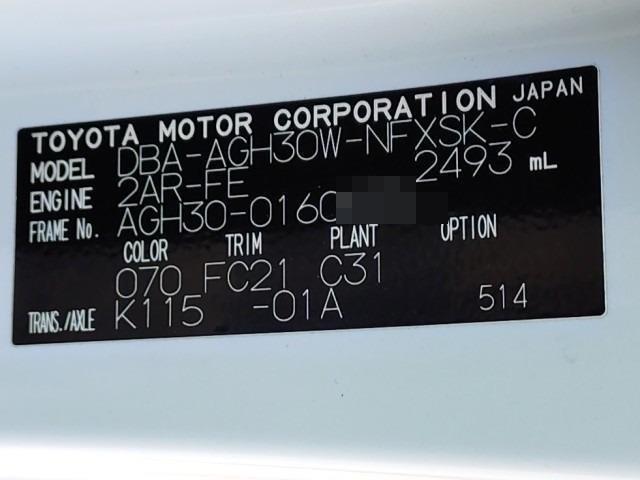 TOYOTA MOTOR CORPORATION JAPAN
MODEL DBA-AGH30W-NFXSK-C
ENGINE 2AR-FE 2493 mL
FRAME No. AGH30-0160
COLOR TRIM PLANT OPTION
070 FC21 C31
TRANS./AXLE K115 -01A 514